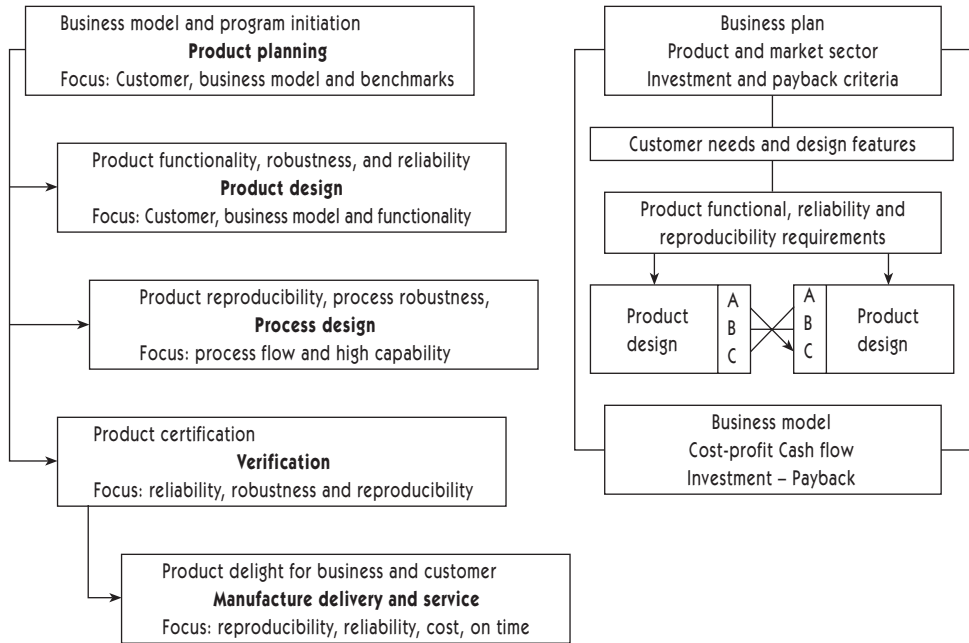 Business model and program initiation
Product planning
Focus: Customer, business model and benchmarks
Product functionality, robustness, and reliability
Product design
Focus: Customer, business model and functionality
Product reproducibility, process robustness,
Process design
Focus: process flow and high capability
Product certification
Verification
Focus: reliability, robustness and reproducibility
Product delight for business and customer
Manufacture delivery and service
Focus: reproducibility, reliability, cost, on time
Business plan
Product and market sector
Investment and payback criteria
Customer needs and design features
Product functional, reliability and
reproducibility requirements
Product
design
A
B
C
A
B
C
Product
design
Business model
Cost-profit Cash flow
Investment – Payback